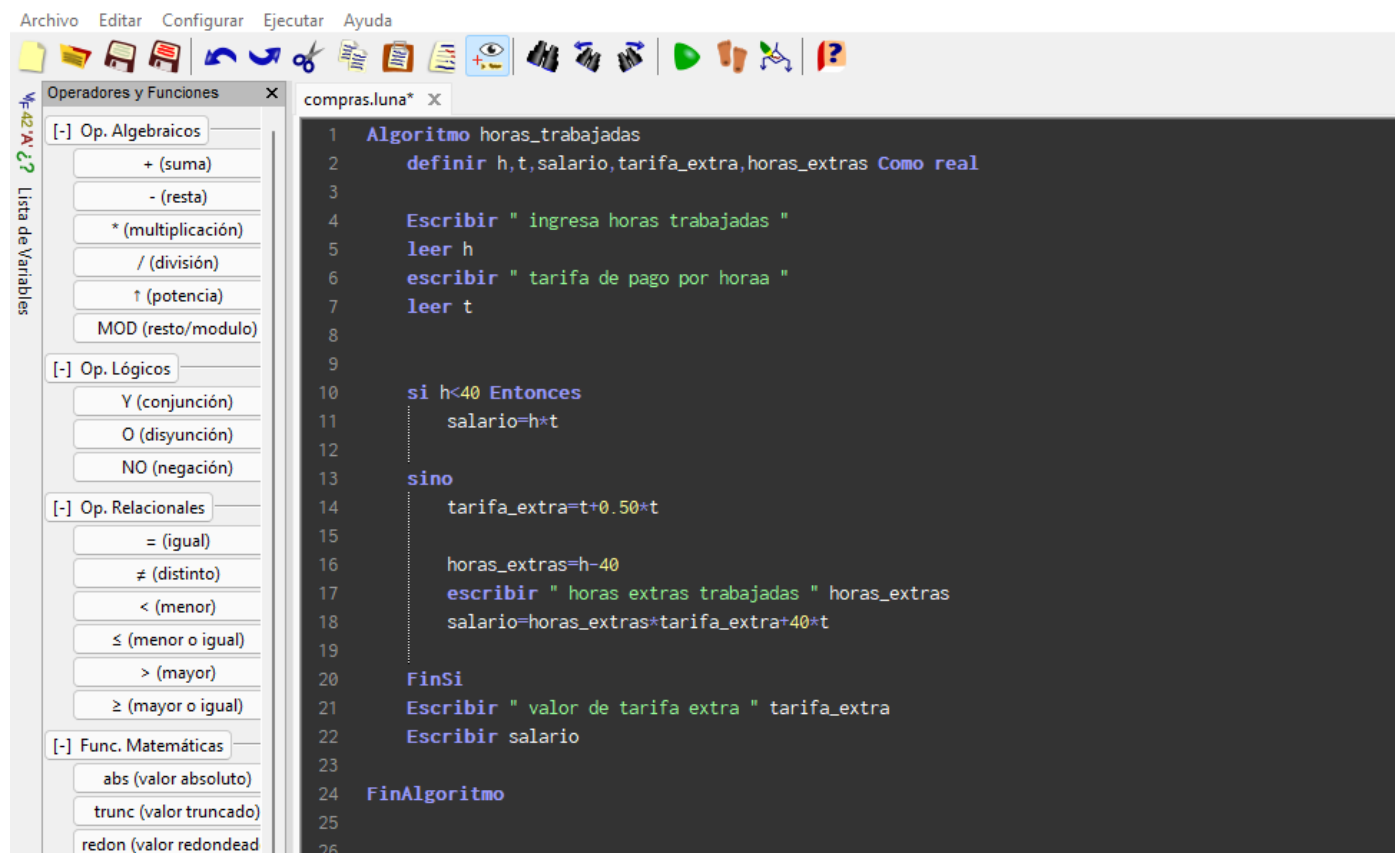 Archivo Editar Configurar Ejecutar Ayuda
Operadores y Funciones
[-] Op. Algebraicos
+ (suma)
- (resta)
* (multiplicación)
/ (división)
↑ (potencia)
MOD (resto/modulo)
[-] Op. Lógicos
Y (conjunción)
O (disyunción)
NO (negación)
[-] Op. Relacionales
= (igual)
≠ (distinto)
< (menor)
≤ (menor o igual)
> (mayor)
≥ (mayor o igual)
[-] Func. Matemáticas
abs (valor absoluto)
trunc (valor truncado)
redon (valor redondead
VF 42 'A' ¿? Lista de Variables
compras.luna*
1 Algoritmo horas_trabajadas
2 definir h,t,salario,tarifa_extra,horas_extras Como real
3
4 Escribir " ingresa horas trabajadas "
5 leer h
6 escribir " tarifa de pago por horaa "
7 leer t
8
9
10 si h<40 Entonces
11 salario=h*t
12
13 sino
14 tarifa_extra=t+0.50*t
15
16 horas_extras=h-40
17 escribir " horas extras trabajadas " horas_extras
18 salario=horas_extras*tarifa_extra+40*t
19
20 FinSi
21 Escribir " valor de tarifa extra " tarifa_extra
22 Escribir salario
23
24 FinAlgoritmo
25
26